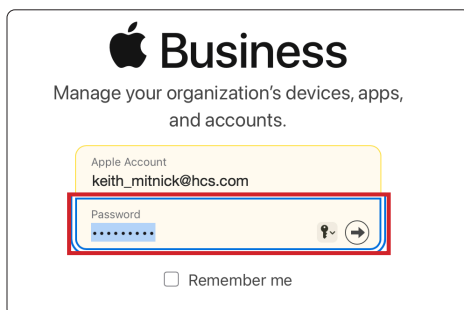 Business
Manage your organization's devices, apps,
and accounts.
Apple Account
keith_mitnick@hcs.com
Password
•••••••••
Remember me